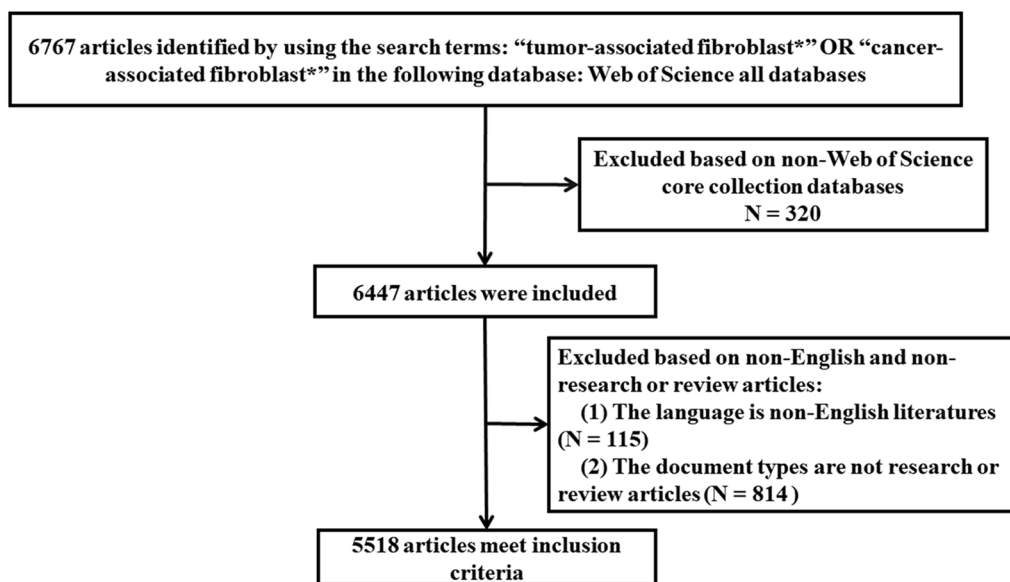 6767 articles identified by using the search terms: “tumor-associated fibroblast*” OR “cancer-
associated fibroblast*” in the following database: Web of Science all databases
Excluded based on non-Web of Science
core collection databases
N = 320
6447 articles were included
Excluded based on non-English and non-
research or review articles:
(1) The language is non-English literatures
(N = 115)
(2) The document types are not research or
review articles (N = 814 )
5518 articles meet inclusion
criteria